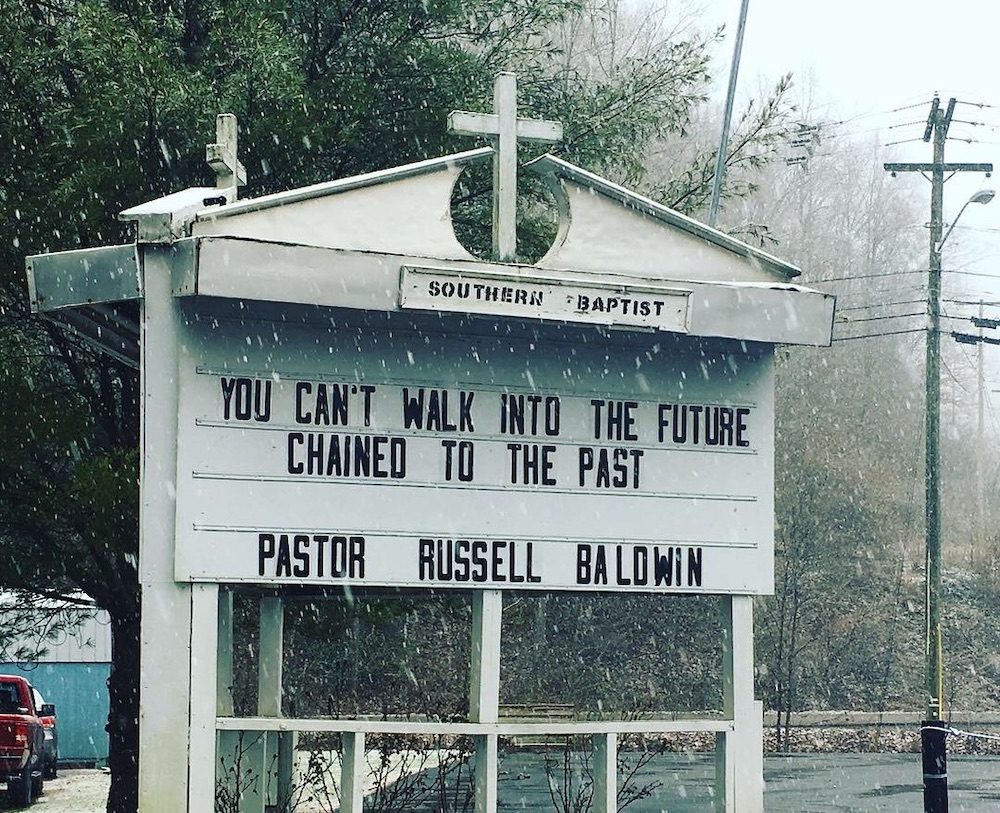 SOUTHERN BAPTIST
YOU CAN'T WALK INTO THE FUTURE
CHAINED TO THE PAST
PASTOR RUSSELL BALDWIN